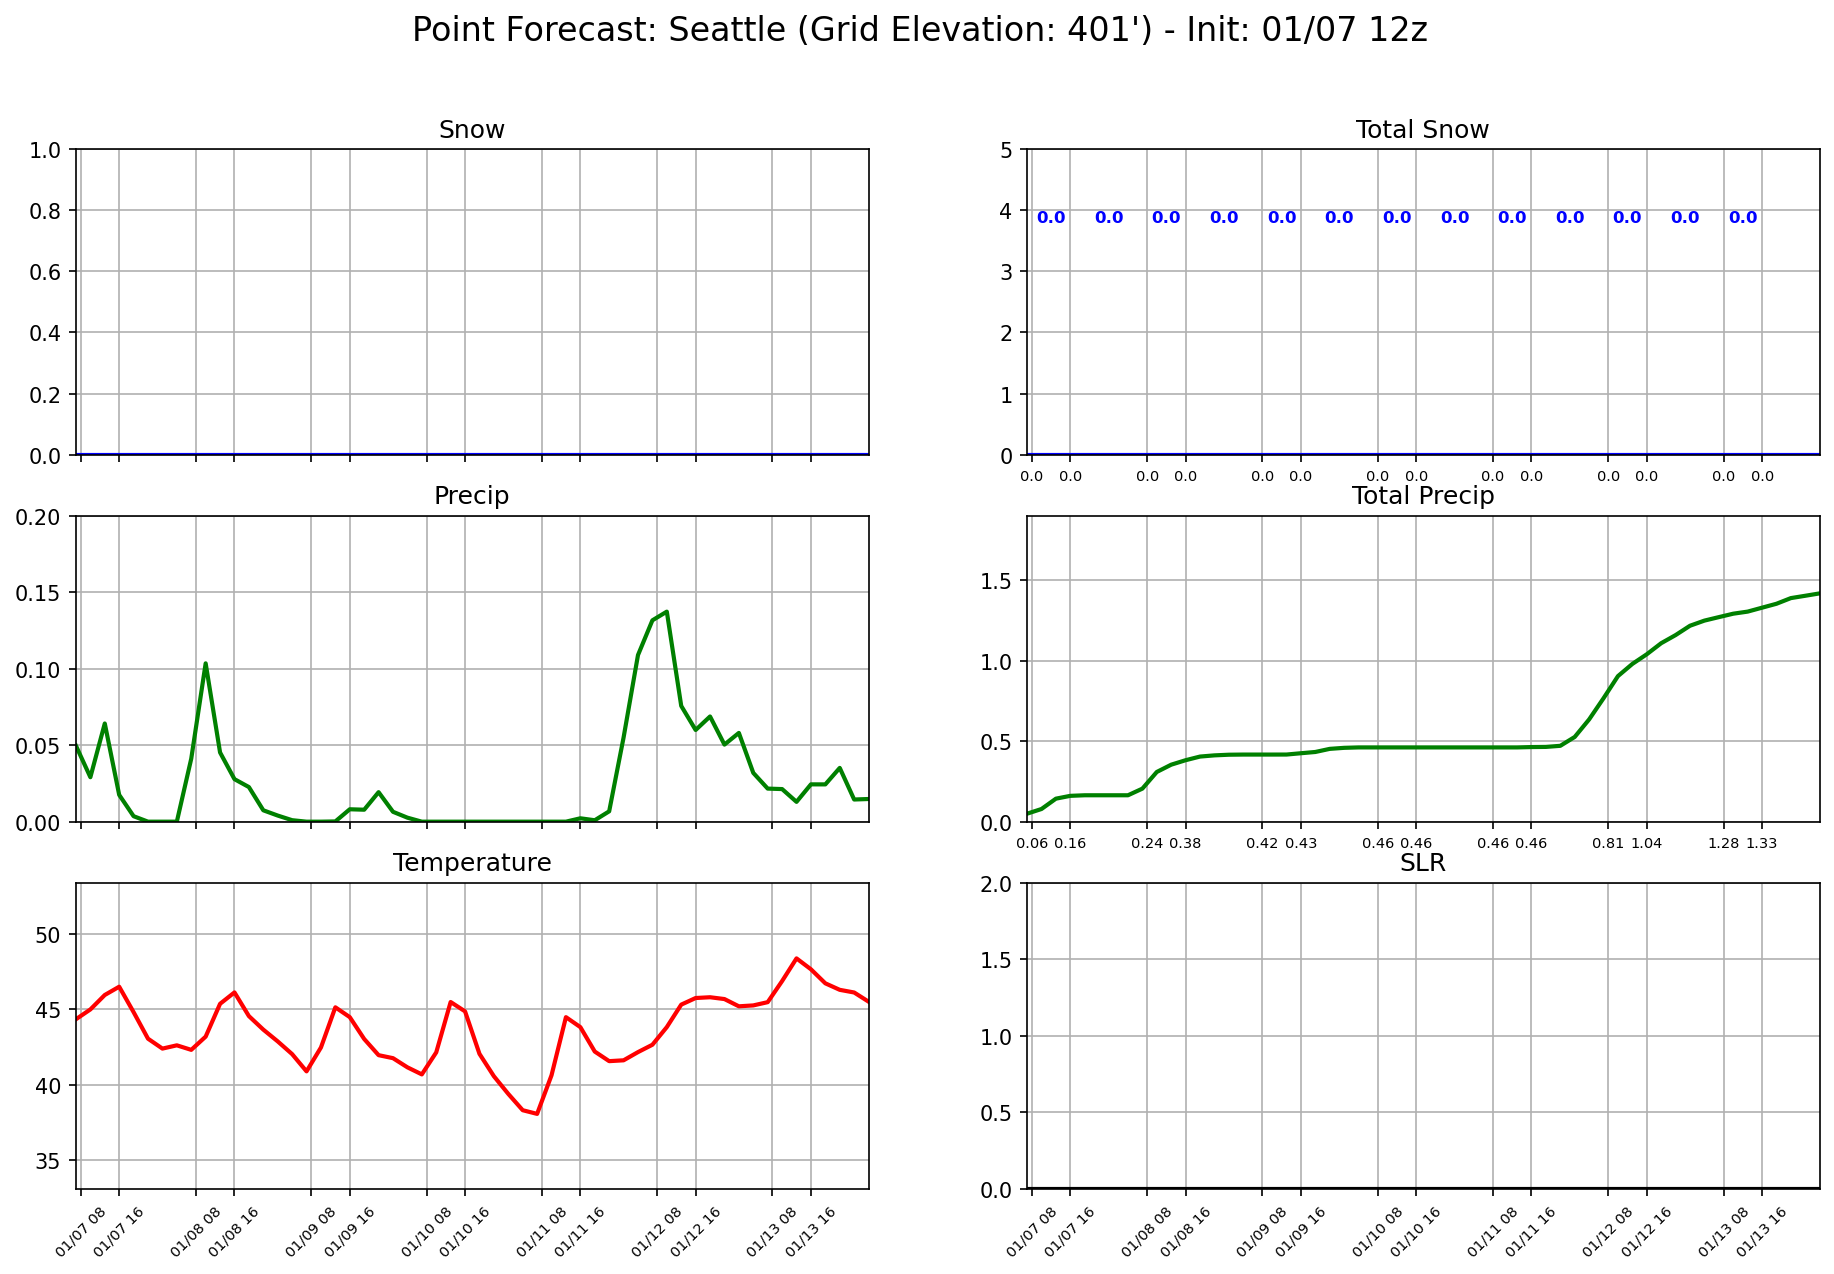 Point Forecast: Seattle (Grid Elevation: 401') - Init: 01/07 12z
Snow
1.0
0.8
0.6
0.4
0.2
0.0
Total Snow
5
4
3
2
1
0
0.0 0.0 0.0 0.0 0.0 0.0 0.0 0.0 0.0 0.0 0.0 0.0 0.0
0.0 0.0 0.0 0.0 0.0 0.0 0.0 0.0 0.0 0.0 0.0 0.0 0.0 0.0
Precip
0.20
0.15
0.10
0.05
0.00
Total Precip
1.5
1.0
0.5
0.0
0.06 0.16 0.24 0.38 0.42 0.43 0.46 0.46 0.46 0.46 0.81 1.04 1.28 1.33
Temperature
50
45
40
35
01/07 08 01/07 16 01/08 08 01/08 16 01/09 08 01/09 16 01/10 08 01/10 16 01/11 08 01/11 16 01/12 08 01/12 16 01/13 08 01/13 16
SLR
2.0
1.5
1.0
0.5
0.0
01/07 08 01/07 16 01/08 08 01/08 16 01/09 08 01/09 16 01/10 08 01/10 16 01/11 08 01/11 16 01/12 08 01/12 16 01/13 08 01/13 16